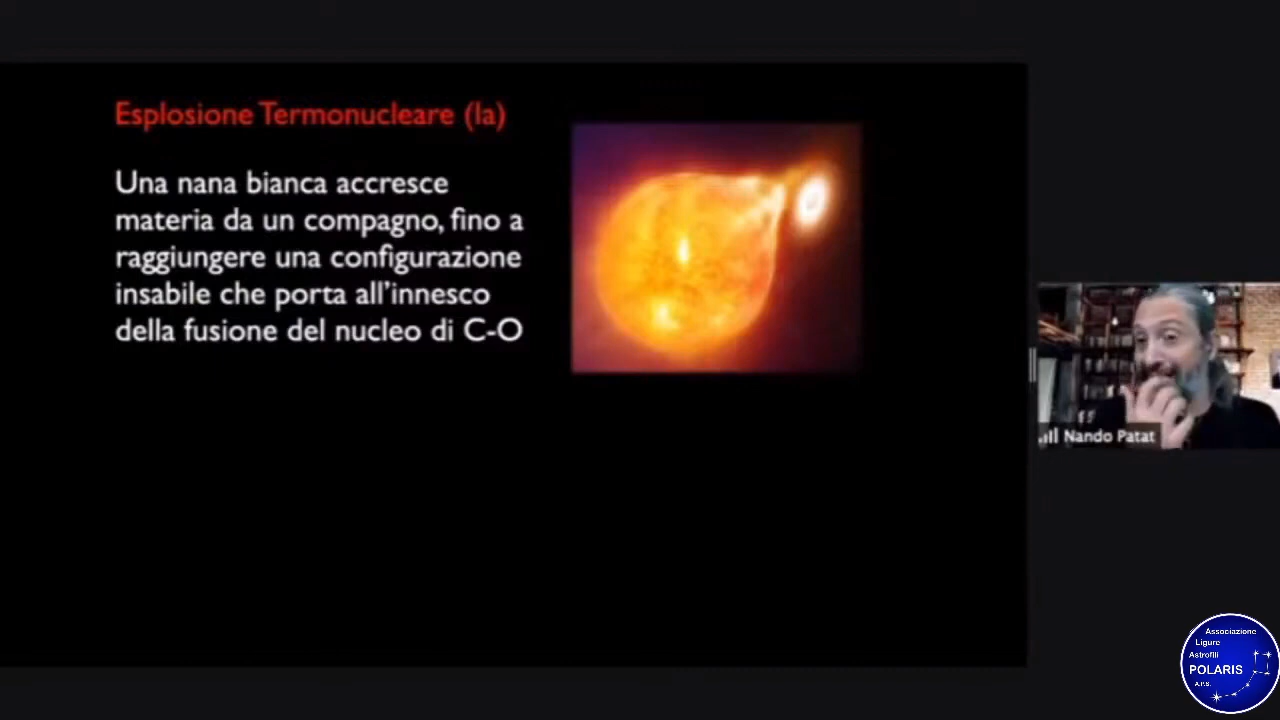 Esplosione Termonucleare (Ia)
Una nana bianca accresce
materia da un compagno, fino a
raggiungere una configurazione
insabile che porta all'innesco
della fusione del nucleo di C-O
Nando Patat
Associazione
Ligure
Astrofili
POLARIS
A.P.S.